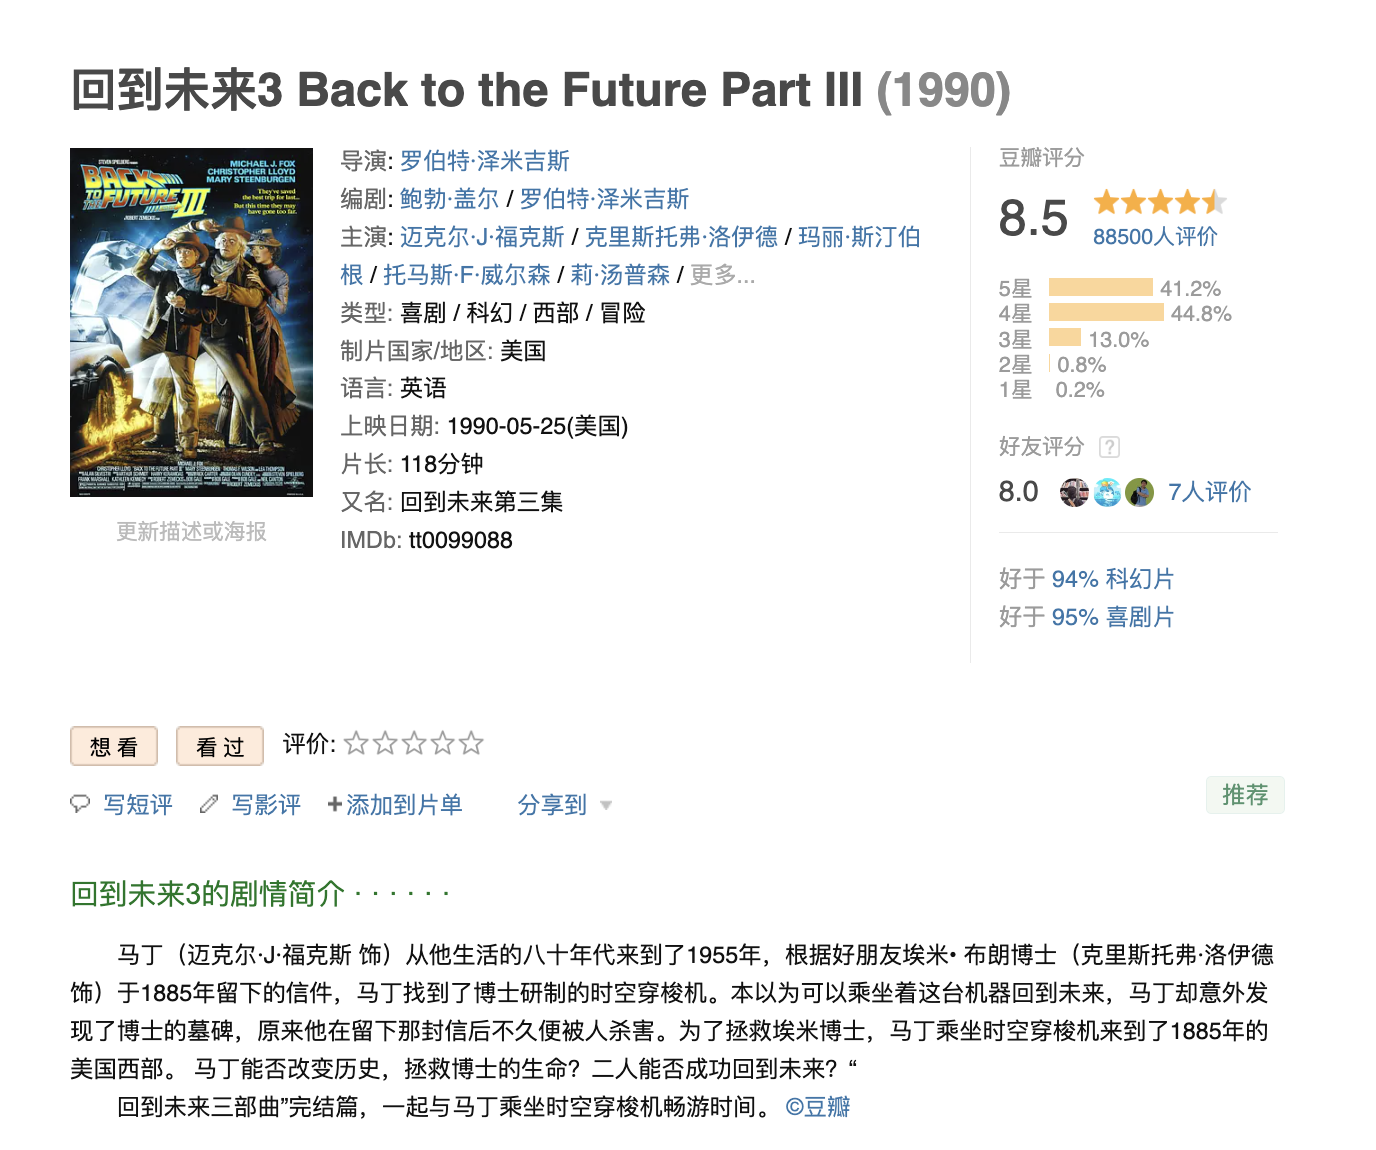 回到未来3 Back to the Future Part III (1990)
STEVEN SPIELBERG
MICHAEL J. FOX
CHRISTOPHER LLOYD
MARY STEENBURGEN
BACK TO THE FUTURE III
They've saved
the best trip for last...
But this time they may
have gone too far.
更新描述或海报
导演: 罗伯特·泽米吉斯
编剧: 鲍勃·盖尔 / 罗伯特·泽米吉斯
主演: 迈克尔·J·福克斯 / 克里斯托弗·洛伊德 / 玛丽·斯汀伯
根 / 托马斯·F·威尔森 / 莉·汤普森 / 更多...
类型: 喜剧 / 科幻 / 西部 / 冒险
制片国家/地区: 美国
语言: 英语
上映日期: 1990-05-25(美国)
片长: 118分钟
又名: 回到未来第三集
IMDb: tt0099088
豆瓣评分
8.5
88500人评价
5星 41.2%
4星 44.8%
3星 13.0%
2星 0.8%
1星 0.2%
好友评分 ?
8.0 7人评价
好于 94% 科幻片
好于 95% 喜剧片
想看 看过 评价:
写短评 写影评 +添加到片单 分享到
推荐
回到未来3的剧情简介 · · · · · ·
马丁（迈克尔·J·福克斯 饰）从他生活的八十年代来到了1955年，根据好朋友埃米• 布朗博士（克里斯托弗·洛伊德
饰）于1885年留下的信件，马丁找到了博士研制的时空穿梭机。本以为可以乘坐着这台机器回到未来，马丁却意外发
现了博士的墓碑，原来他在留下那封信后不久便被人杀害。为了拯救埃米博士，马丁乘坐时空穿梭机来到了1885年的
美国西部。 马丁能否改变历史，拯救博士的生命？二人能否成功回到未来？“
回到未来三部曲”完结篇，一起与马丁乘坐时空穿梭机畅游时间。 ©豆瓣